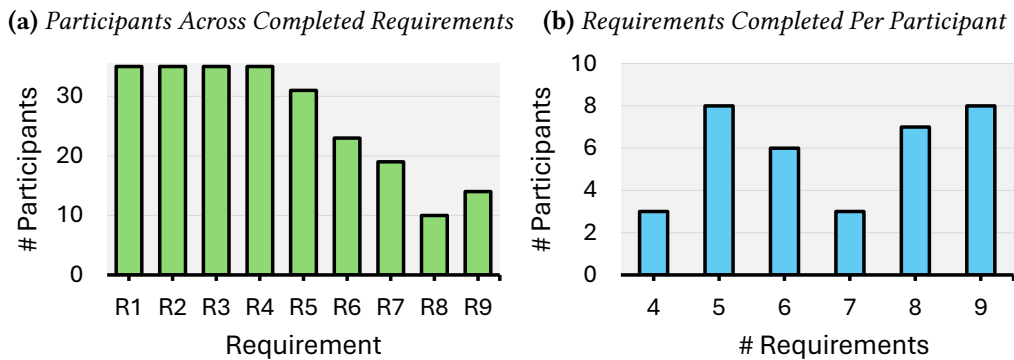 (a) Participants Across Completed Requirements
# Participants
30
20
10
0
R1 R2 R3 R4 R5 R6 R7 R8 R9
Requirement
(b) Requirements Completed Per Participant
# Participants
10
8
6
4
2
0
4 5 6 7 8 9
# Requirements